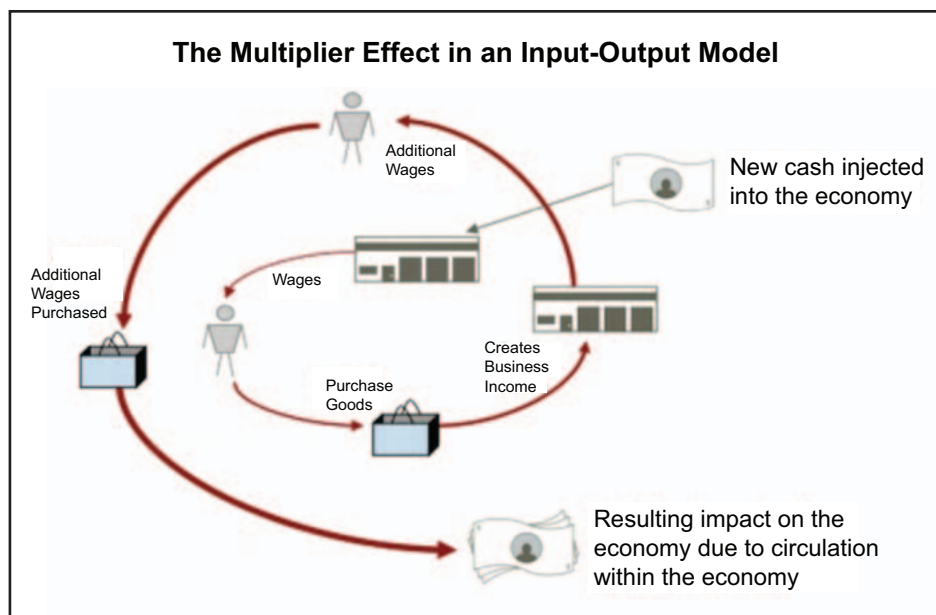 The Multiplier Effect in an Input-Output Model
Additional
Wages
New cash injected
into the economy
Wages
Additional
Wages
Purchased
Creates
Business
Income
Purchase
Goods
Resulting impact on the
economy due to circulation
within the economy